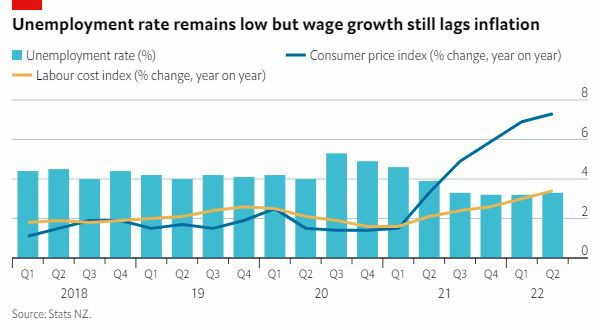 Unemployment rate remains low but wage growth still lags inflation
Unemployment rate (%) Consumer price index (% change, year on year)
Labour cost index (% change, year on year)
8
6
4
2
0
Q1 Q2 Q3 Q4 Q1 Q2 Q3 Q4 Q1 Q2 Q3 Q4 Q1 Q2 Q3 Q4 Q1 Q2
2018 19 20 21 22
Source: Stats NZ.